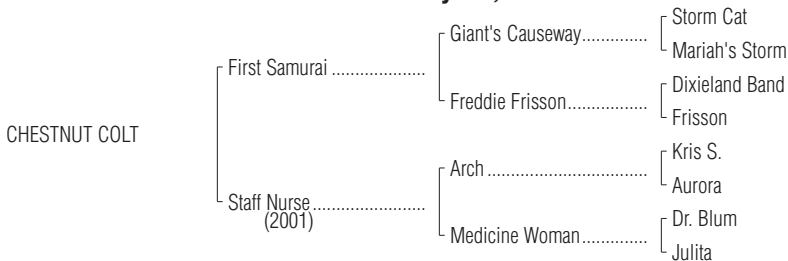 Storm Cat
Giant's Causeway..............
Mariah's Storm
First Samurai ....................
Dixieland Band
Freddie Frisson.................
Frisson
CHESTNUT COLT
Kris S.
Arch ..................................
Aurora
Staff Nurse........................
(2001)
Dr. Blum
Medicine Woman..............
Julita